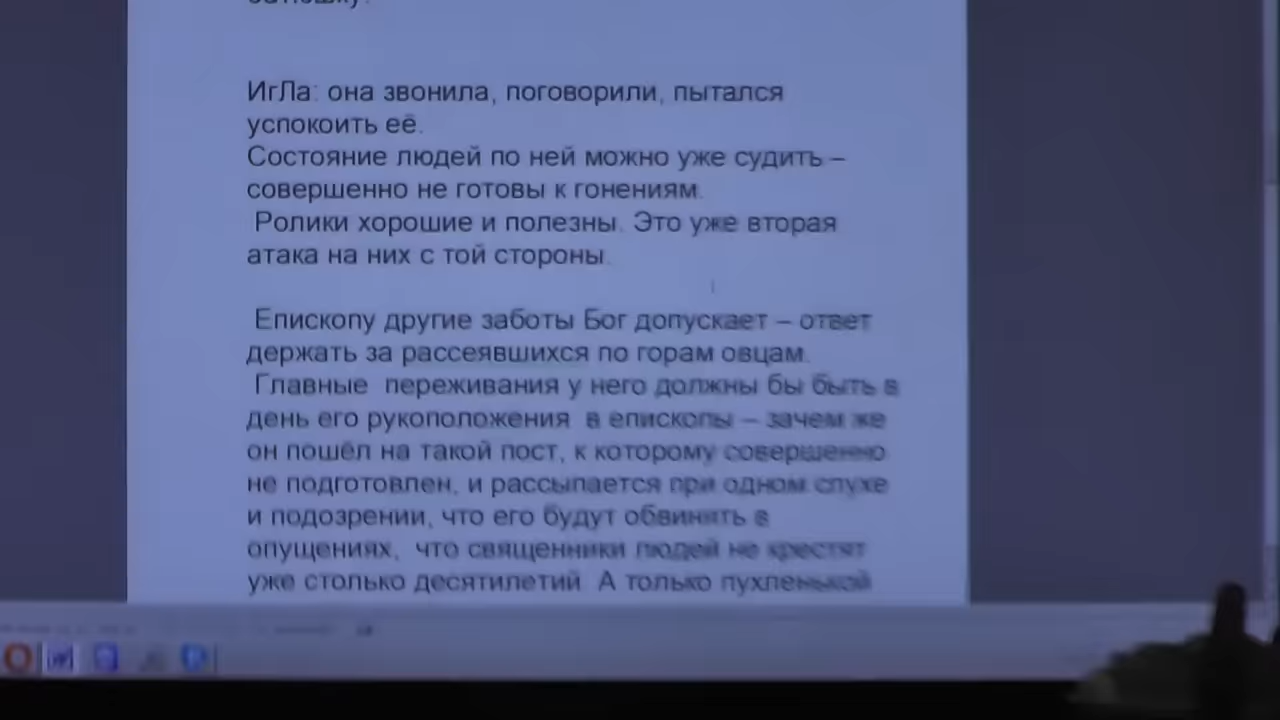 ИгЛа: она звонила, поговорили, пытался
успокоить её.
Состояние людей по ней можно уже судить –
совершенно не готовы к гонениям.
Ролики хорошие и полезны. Это уже вторая
атака на них с той стороны.
Епископу другие заботы Бог допускает – ответ
держать за рассеявшихся по горам овцам.
Главные переживания у него должны бы быть в
день его рукоположения в епископы – зачем же
он пошёл на такой пост, к которому совершенно
не подготовлен, и рассыпается при одном слухе
и подозрении, что его будут обвинять в
опущениях, что священники людей не крестят
уже столько десятилетий. А только пухленькой